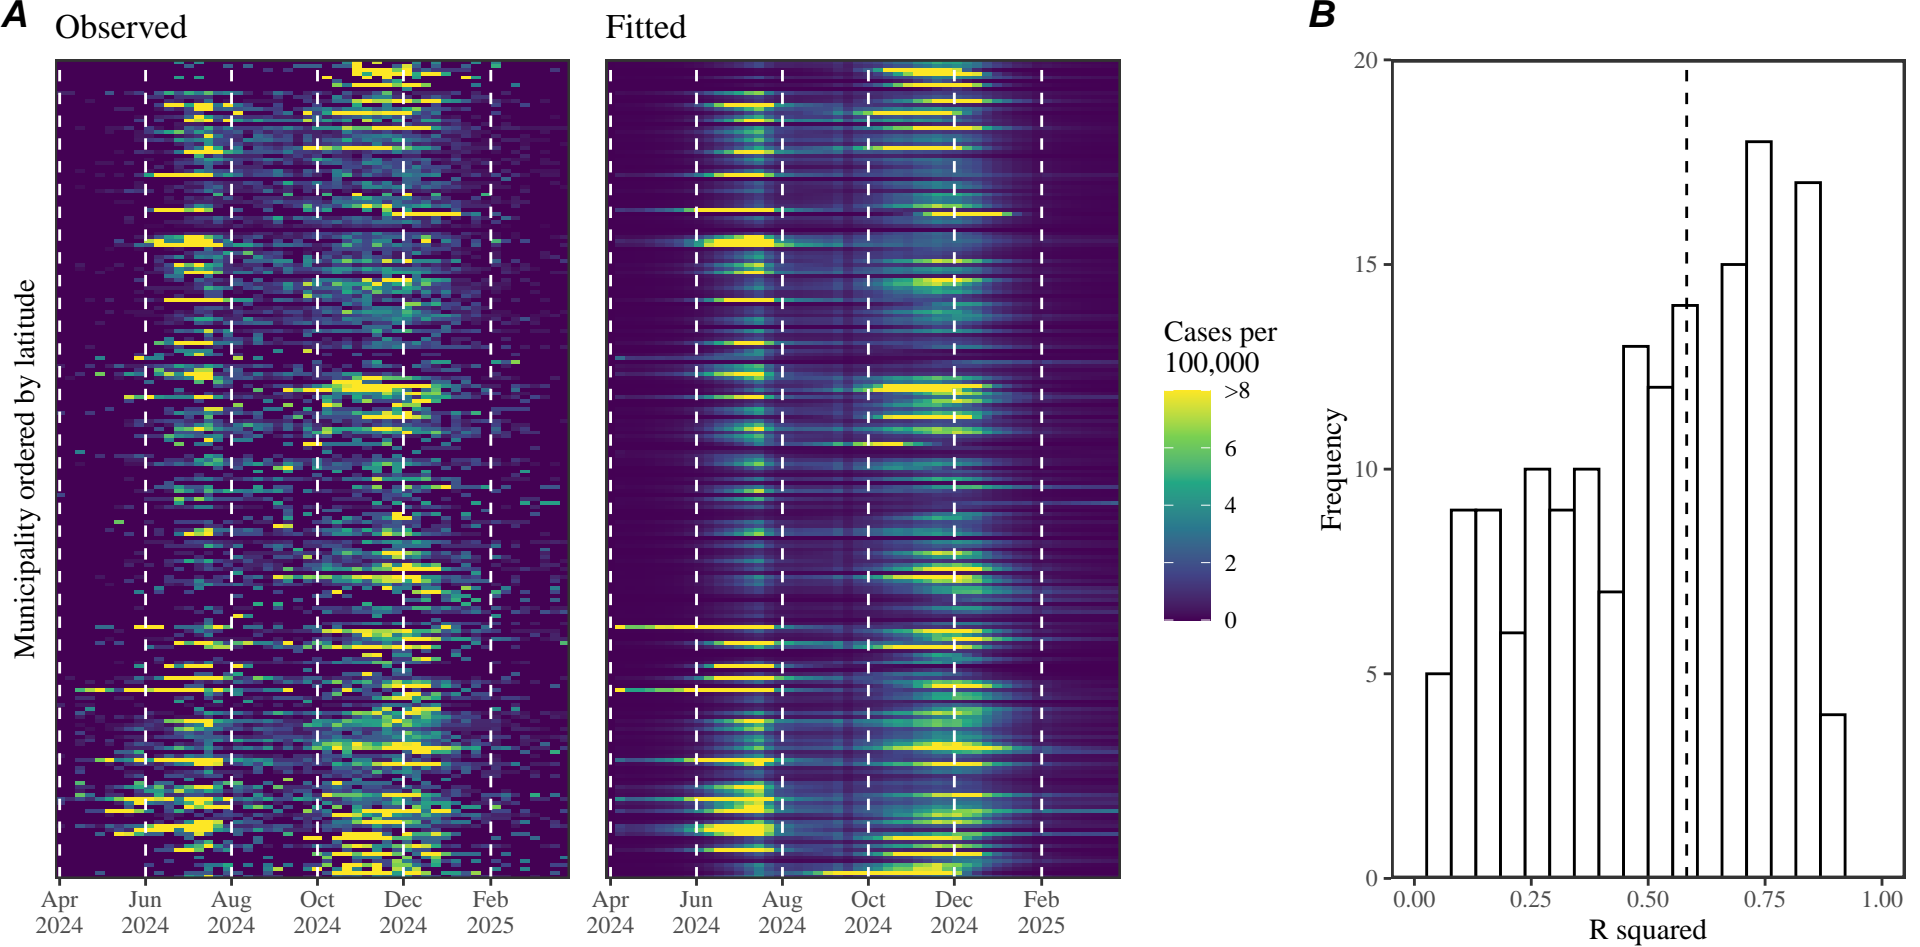 A
Observed
Fitted
B
Municipality ordered by latitude
Apr
2024
Jun
2024
Aug
2024
Oct
2024
Dec
2024
Feb
2025
Apr
2024
Jun
2024
Aug
2024
Oct
2024
Dec
2024
Feb
2025
Cases per
100,000
>8
6
4
2
0
Frequency
20
15
10
5
0
0.00
0.25
0.50
0.75
1.00
R squared